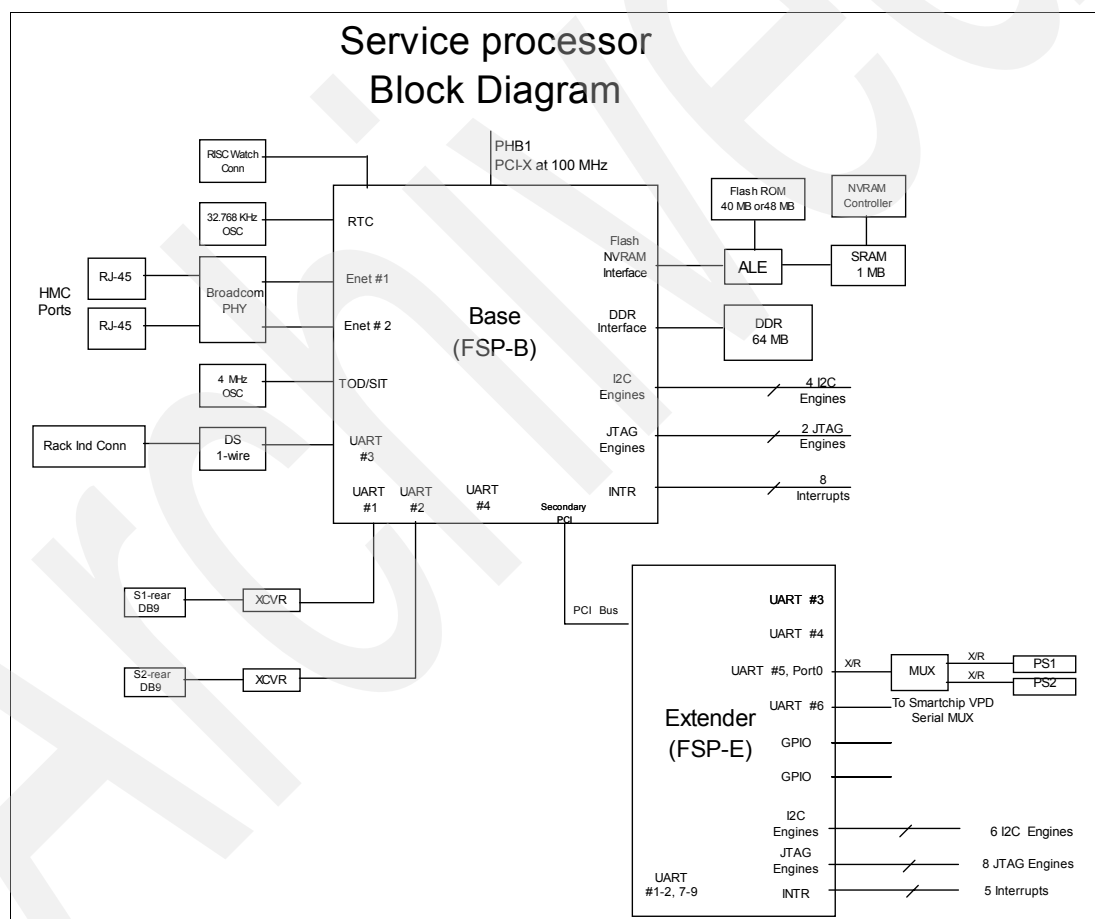 Service processor
Block Diagram
PHB1
PCI-X at 100 MHz
RISC Watch
Conn
32.768 KHz
OSC
RTC
HMC
Ports
RJ-45
RJ-45
Broadcom
PHY
Enet #1
Enet # 2
4 MHz
OSC
TOD/SIT
Rack Ind Conn
DS
1-wire
UART
#3
UART
#1
UART
#2
UART
#4
Secondary
PCI
Base
(FSP-B)
Flash
NVRAM
Interface
ALE
Flash ROM
40 MB or48 MB
NVRAM
Controller
SRAM
1 MB
DDR
Interface
DDR
64 MB
I2C
Engines
4 I2C
Engines
JTAG
Engines
2 JTAG
Engines
INTR
8
Interrupts
S1-rear
DB9
XCVR
S2-rear
DB9
XCVR
PCI Bus
Extender
(FSP-E)
UART #3
UART #4
UART #5, Port0
X/R
MUX
X/R
PS1
X/R
PS2
UART #6
To Smartchip VPD
Serial MUX
GPIO
GPIO
I2C
Engines
6 I2C Engines
JTAG
Engines
8 JTAG Engines
UART
#1-2, 7-9
INTR
5 Interrupts
Archived